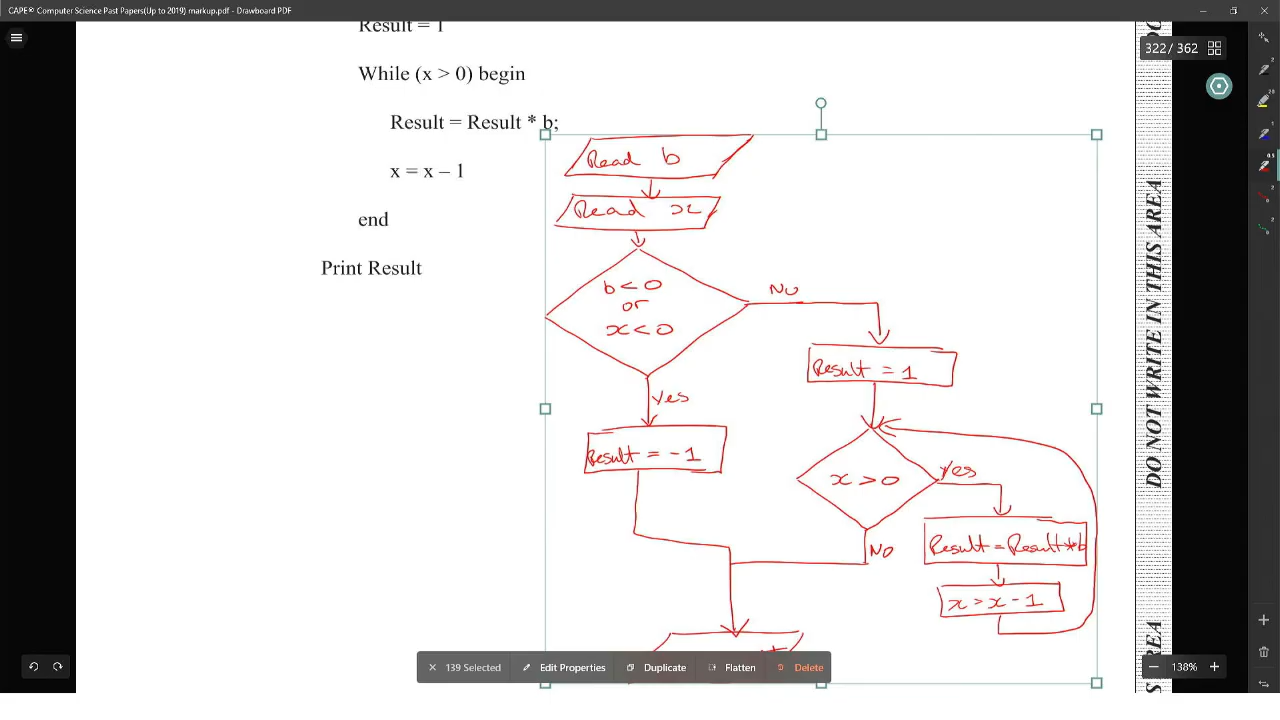 CAPE® Computer Science Past Papers(Up to 2019) markup.pdf - Drawboard PDF
322 / 362
Result = 1
While (x > 0) begin
Result = Result * b;
x = x – 1
end
Print Result
Read b
Read x
b < 0
or
x < 0
No
Yes
Result = 1
Result = -1
x > 0
Yes
No
Result = Result * b
x > x - 1
DO NOT WRITE IN THIS AREA
S AREA
139 Selected
Edit Properties
Duplicate
Flatten
Delete
138%